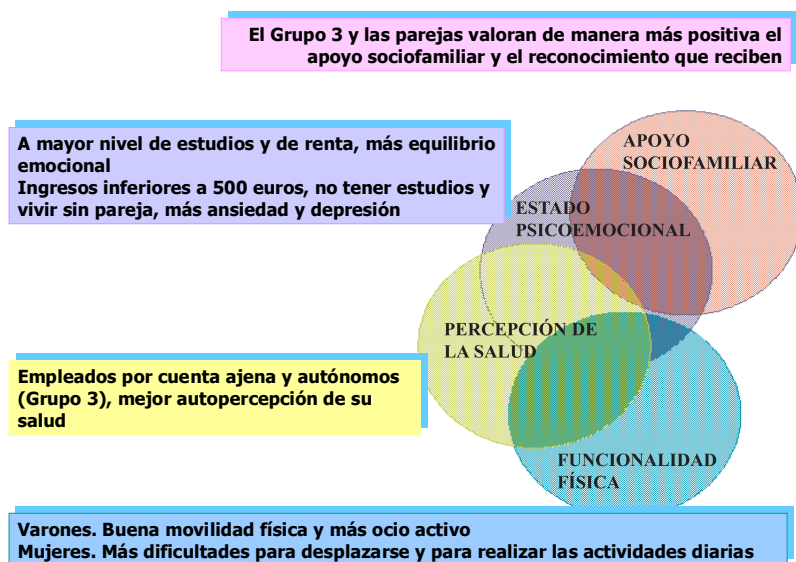 El Grupo 3 y las parejas valoran de manera más positiva el
apoyo sociofamiliar y el reconocimiento que reciben
A mayor nivel de estudios y de renta, más equilibrio
emocional
Ingresos inferiores a 500 euros, no tener estudios y
vivir sin pareja, más ansiedad y depresión
APOYO
SOCIOFAMILIAR
ESTADO
PSICOEMOCIONAL
PERCEPCIÓN DE
LA SALUD
Empleados por cuenta ajena y autónomos
(Grupo 3), mejor autopercepción de su
salud
FUNCIONALIDAD
FÍSICA
Varones. Buena movilidad física y más ocio activo
Mujeres. Más dificultades para desplazarse y para realizar las actividades diarias